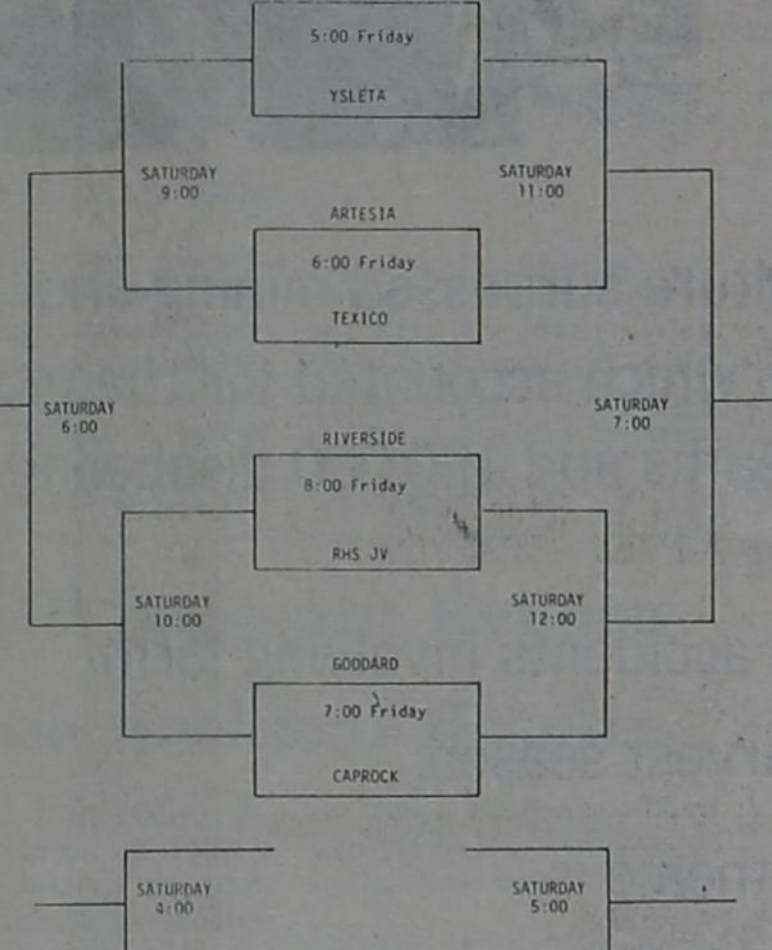 5:00 Friday
YSLETA
SATURDAY
9:00
SATURDAY
11:00
ARTESIA
6:00 Friday
TEXICO
SATURDAY
6:00
SATURDAY
7:00
RIVERSIDE
8:00 Friday
RHS JV
SATURDAY
10:00
SATURDAY
12:00
GODDARD
7:00 Friday
CAPROCK
SATURDAY
4:00
SATURDAY
5:00